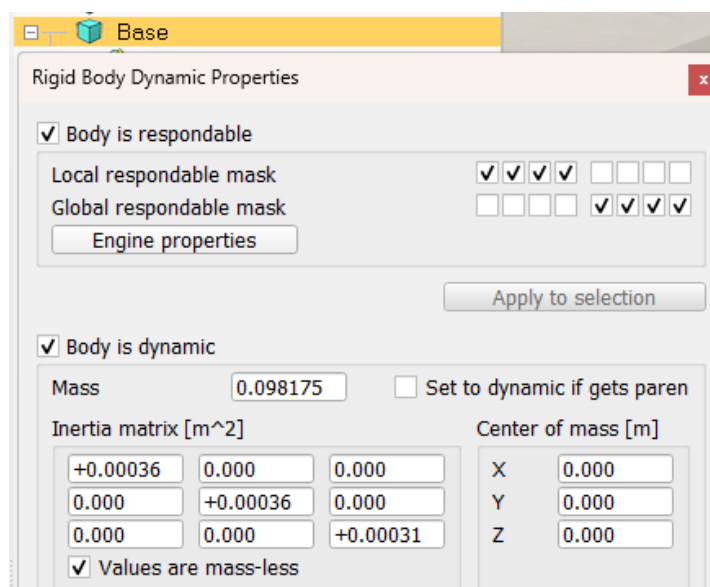 Base
Rigid Body Dynamic Properties x
Body is respondable
Local respondable mask
Global respondable mask
Engine properties
Apply to selection
Body is dynamic
Mass 0.098175 Set to dynamic if gets paren
Inertia matrix [m^2] Center of mass [m]
+0.00036 0.000 0.000 X 0.000
0.000 +0.00036 0.000 Y 0.000
0.000 0.000 +0.00031 Z 0.000
Values are mass-less